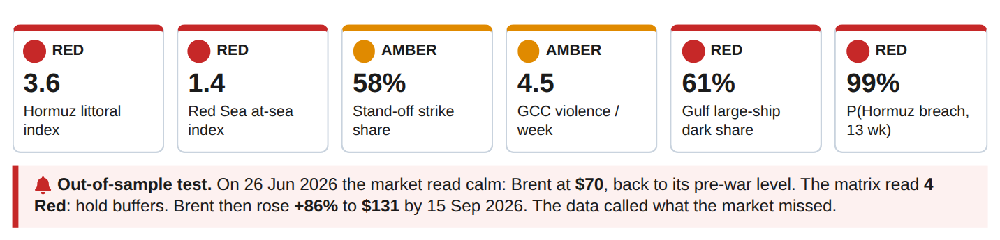 RED
3.6
Hormuz littoral
index
RED
1.4
Red Sea at-sea
index
AMBER
58%
Stand-off strike
share
AMBER
4.5
GCC violence /
week
RED
61%
Gulf large-ship
dark share
RED
99%
P(Hormuz breach,
13 wk)
Out-of-sample test. On 26 Jun 2026 the market read calm: Brent at $70, back to its pre-war level. The matrix read 4
Red: hold buffers. Brent then rose +86% to $131 by 15 Sep 2026. The data called what the market missed.